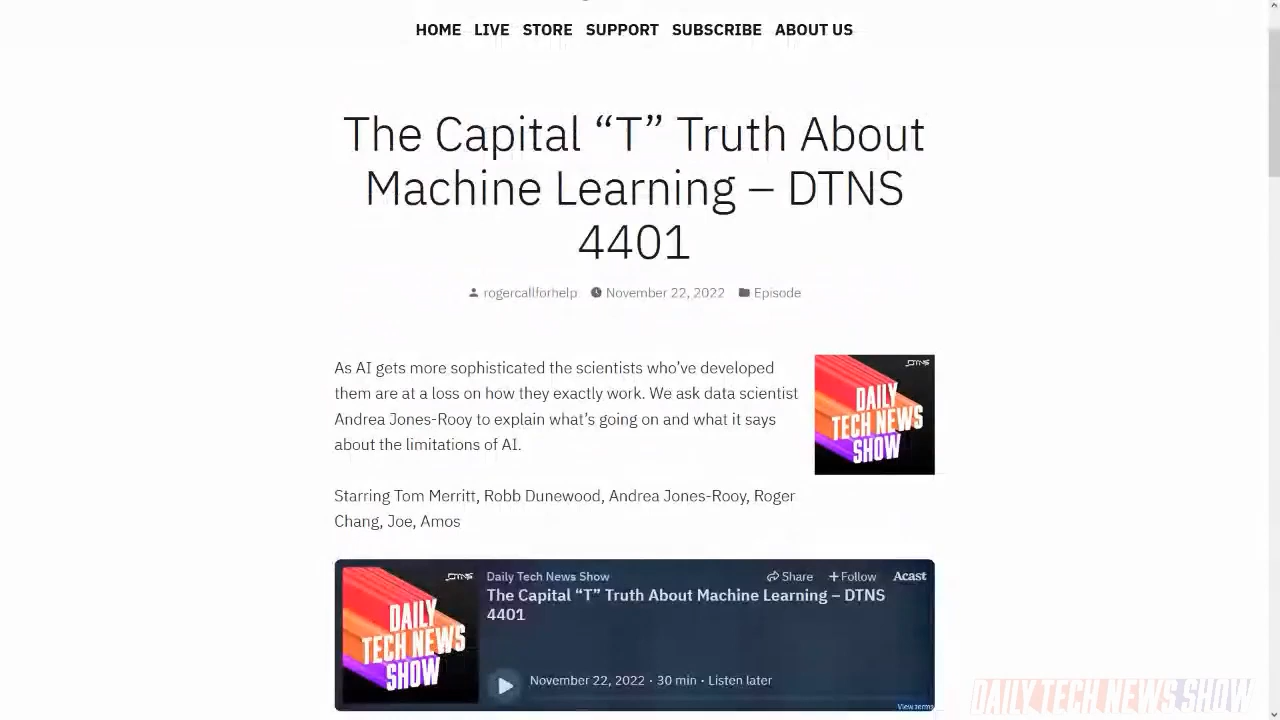 HOME LIVE STORE SUPPORT SUBSCRIBE ABOUT US
The Capital “T” Truth About
Machine Learning – DTNS
4401
rogercallforhelp November 22, 2022 Episode
As AI gets more sophisticated the scientists who’ve developed
them are at a loss on how they exactly work. We ask data scientist
Andrea Jones-Rooy to explain what’s going on and what it says
about the limitations of AI.
DTNS
DAILY
TECH NEWS
SHOW
Starring Tom Merritt, Robb Dunewood, Andrea Jones-Rooy, Roger
Chang, Joe, Amos
DTNS
DAILY
TECH NEWS
SHOW
Daily Tech News Show Share Follow Acast
The Capital “T” Truth About Machine Learning – DTNS
4401
November 22, 2022 · 30 min · Listen later
View terms
DAILY TECH NEWS SHOW